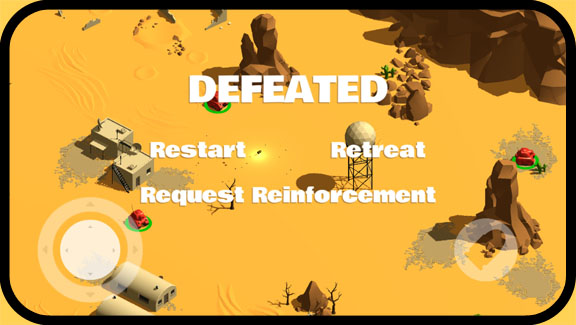 DEFEATED
Restart Retreat
Request Reinforcement